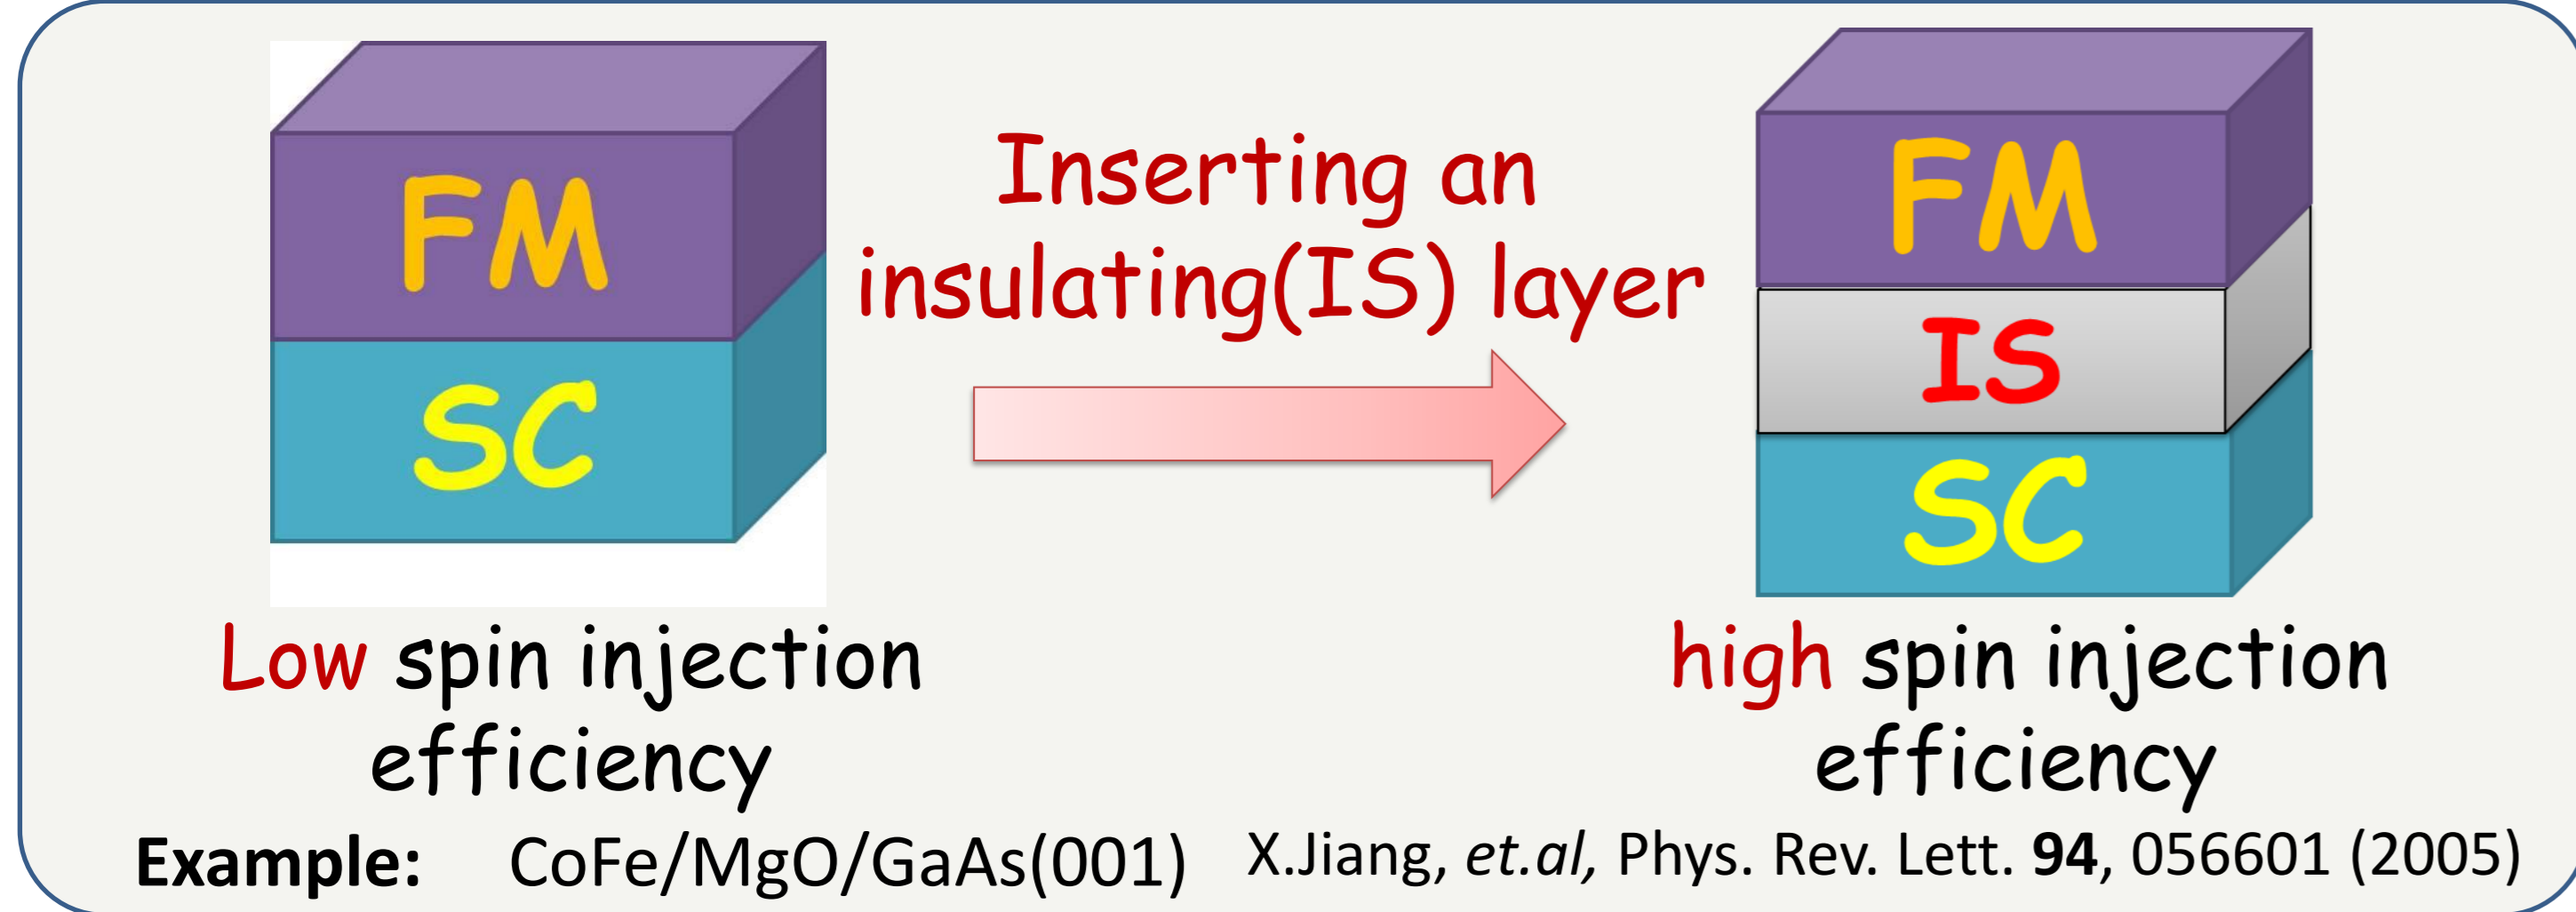 FM
SC
Inserting an
insulating(IS) layer
FM
IS
SC
Low spin injection
efficiency
high spin injection
efficiency
Example: CoFe/MgO/GaAs(001) X.Jiang, et.al, Phys. Rev. Lett. 94, 056601 (2005)